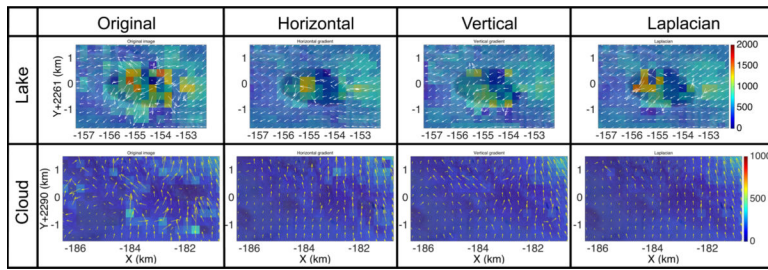 Original Horizontal Vertical Laplacian
Lake
Original image Horizontal gradient Vertical gradient Laplacian
Y+2261 (km)
1
0
-1
-157 -156 -155 -154 -153
-157 -156 -155 -154 -153
-157 -156 -155 -154 -153
-157 -156 -155 -154 -153
2000
1500
1000
500
0
Cloud
Original image Horizontal gradient Vertical gradient Laplacian
Y+2290 (km)
1
0
-1
-186 -184 -182
-186 -184 -182
-186 -184 -182
-186 -184 -182
X (km) X (km) X (km) X (km)
1000
500
0